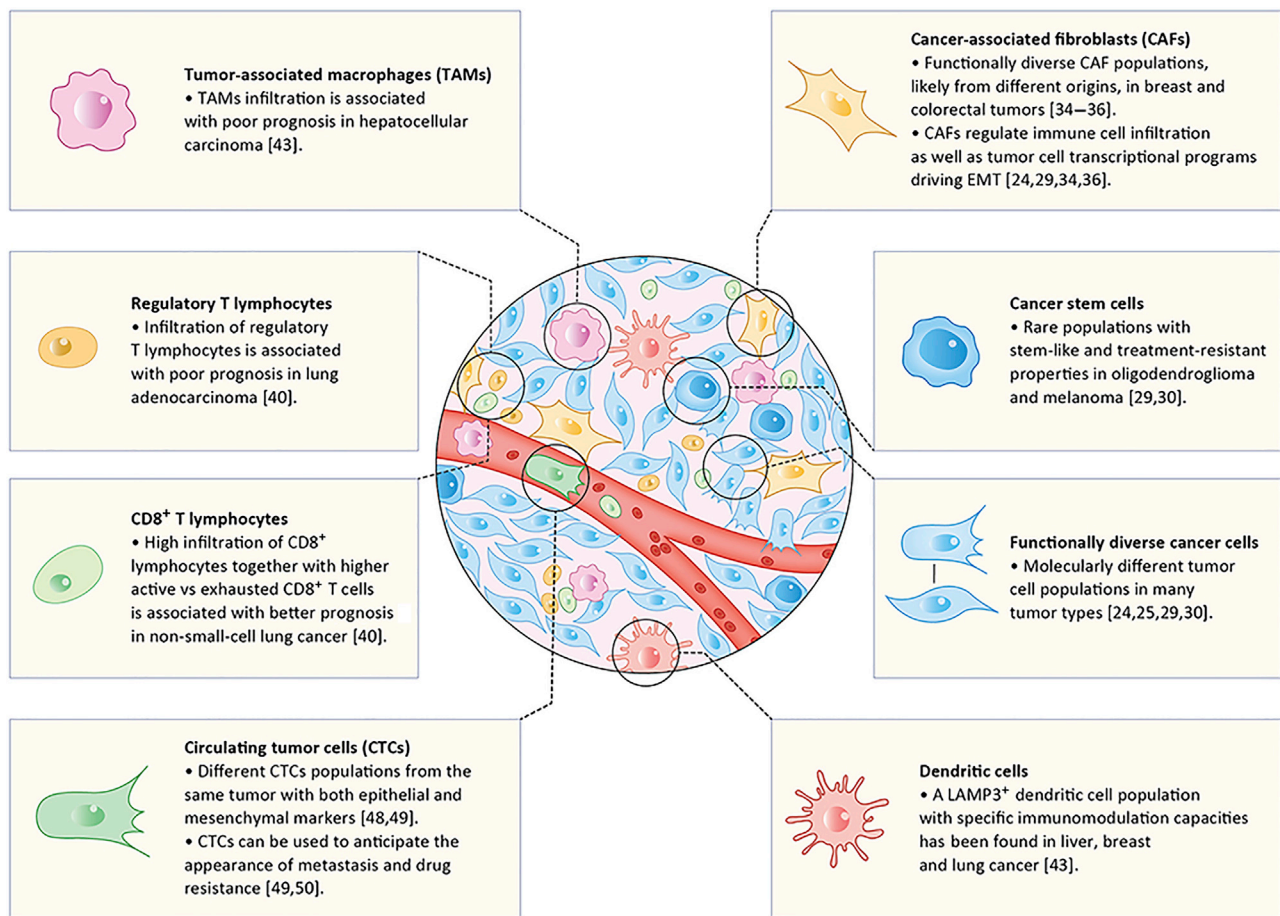 Tumor-associated macrophages (TAMs)
• TAMs infiltration is associated
with poor prognosis in hepatocellular
carcinoma [43].
Cancer-associated fibroblasts (CAFs)
• Functionally diverse CAF populations,
likely from different origins, in breast and
colorectal tumors [34–36].
• CAFs regulate immune cell infiltration
as well as tumor cell transcriptional programs
driving EMT [24,29,34,36].
Regulatory T lymphocytes
• Infiltration of regulatory
T lymphocytes is associated
with poor prognosis in lung
adenocarcinoma [40].
Cancer stem cells
• Rare populations with
stem-like and treatment-resistant
properties in oligodendroglioma
and melanoma [29,30].
CD8⁺ T lymphocytes
• High infiltration of CD8⁺
lymphocytes together with higher
active vs exhausted CD8⁺ T cells
is associated with better prognosis
in non-small-cell lung cancer [40].
Functionally diverse cancer cells
• Molecularly different tumor
cell populations in many
tumor types [24,25,29,30].
Circulating tumor cells (CTCs)
• Different CTCs populations from the
same tumor with both epithelial and
mesenchymal markers [48,49].
• CTCs can be used to anticipate the
appearance of metastasis and drug
resistance [49,50].
Dendritic cells
• A LAMP3⁺ dendritic cell population
with specific immunomodulation capacities
has been found in liver, breast
and lung cancer [43].